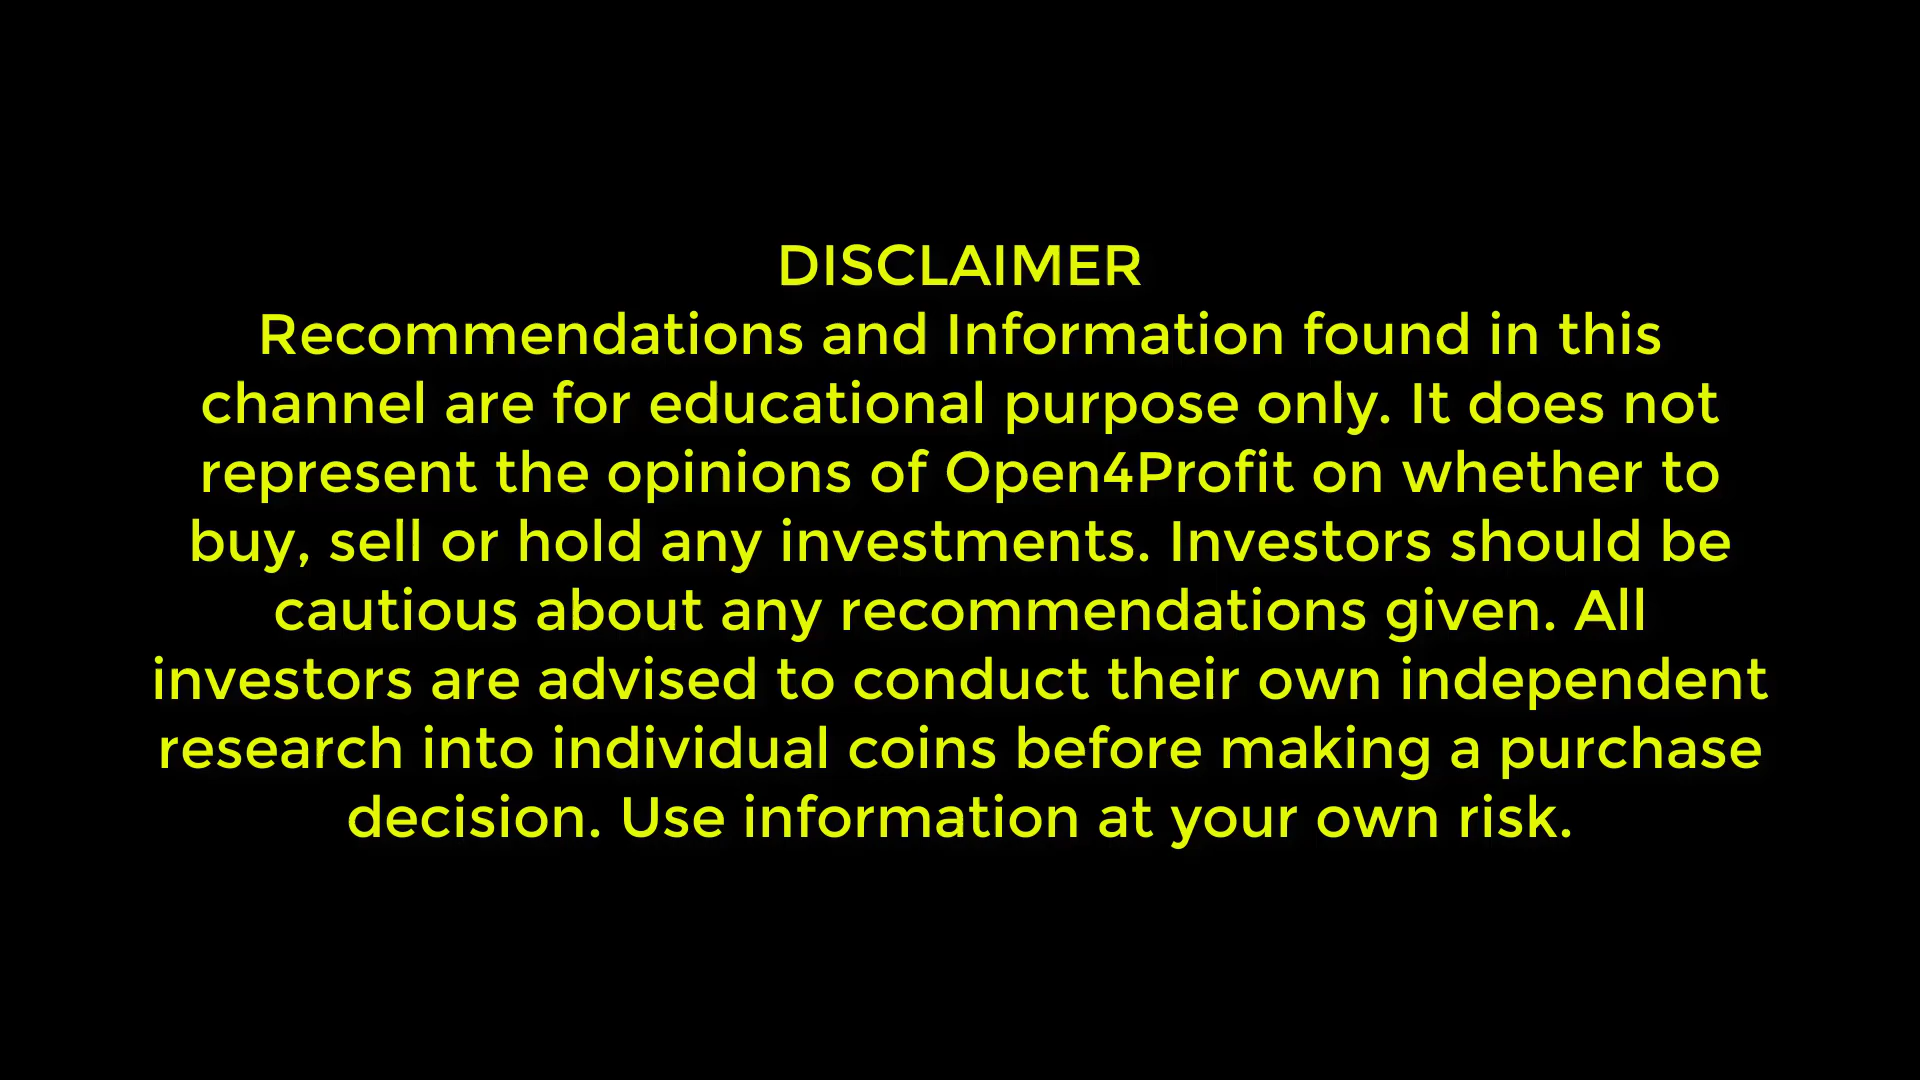 DISCLAIMER
Recommendations and Information found in this
channel are for educational purpose only. It does not
represent the opinions of Open4Profit on whether to
buy, sell or hold any investments. Investors should be
cautious about any recommendations given. All
investors are advised to conduct their own independent
research into individual coins before making a purchase
decision. Use information at your own risk.